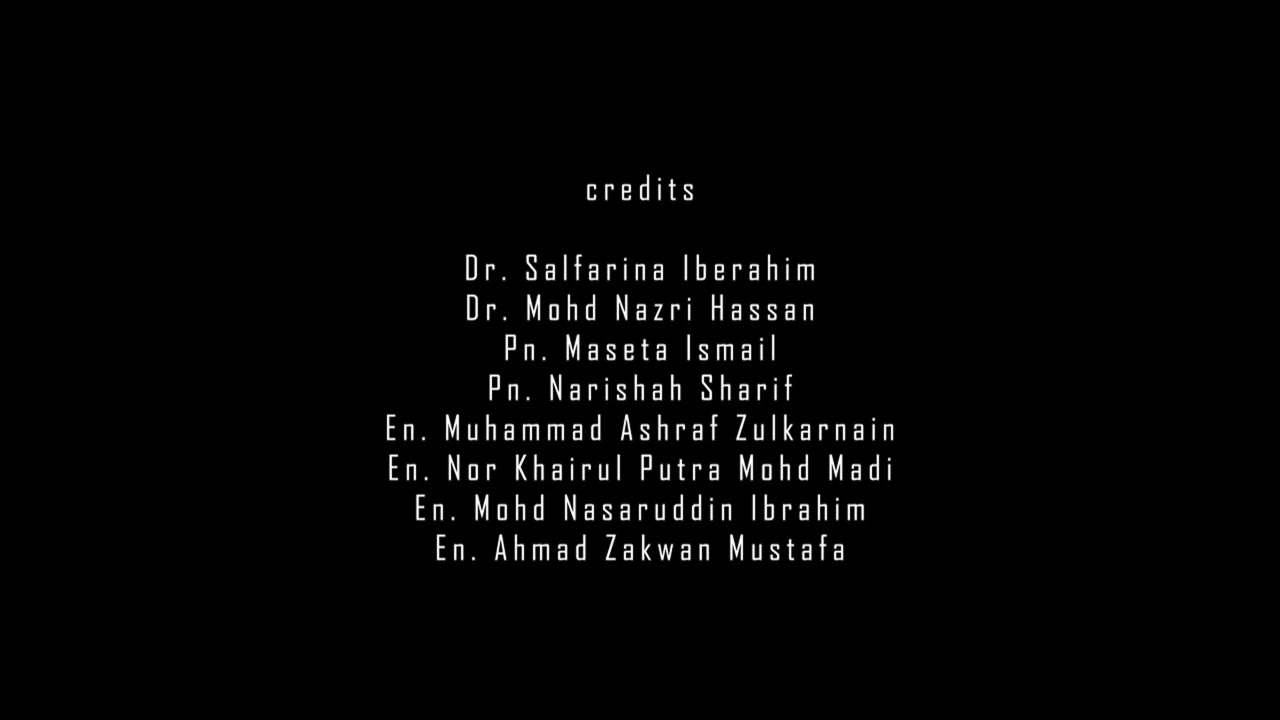 credits
Dr. Salfarina Iberahim
Dr. Mohd Nazri Hassan
Pn. Maseta Ismail
Pn. Narishah Sharif
En. Muhammad Ashraf Zulkarnain
En. Nor Khairul Putra Mohd Madi
En. Mohd Nasaruddin Ibrahim
En. Ahmad Zakwan Mustafa